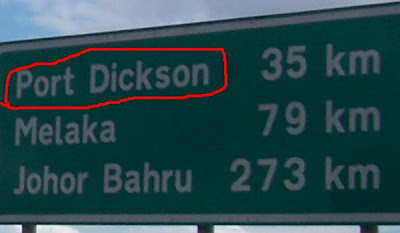 Port Dickson 35 km
Melaka 79 km
Johor Bahru 273 km